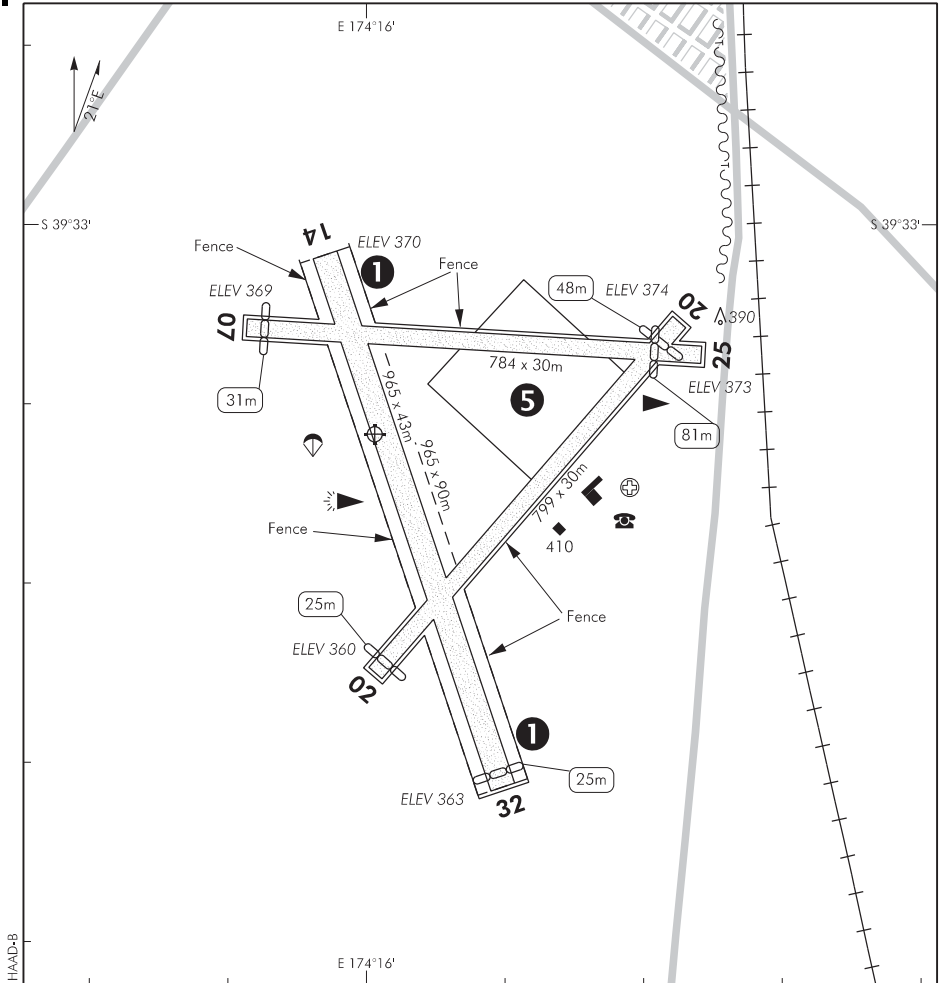 E 174°16'
21°E
S 39°33'
S 39°33'
14
ELEV 370
Fence
1
Fence
ELEV 369
48m
ELEV 374
20
390
07
25
784 x 30m
ELEV 373
31m
965 x 43m
5
81m
965 x 90m
799 x 30m
Fence
410
25m
Fence
ELEV 360
02
1
25m
ELEV 363
32
E 174°16'
HAAD-B